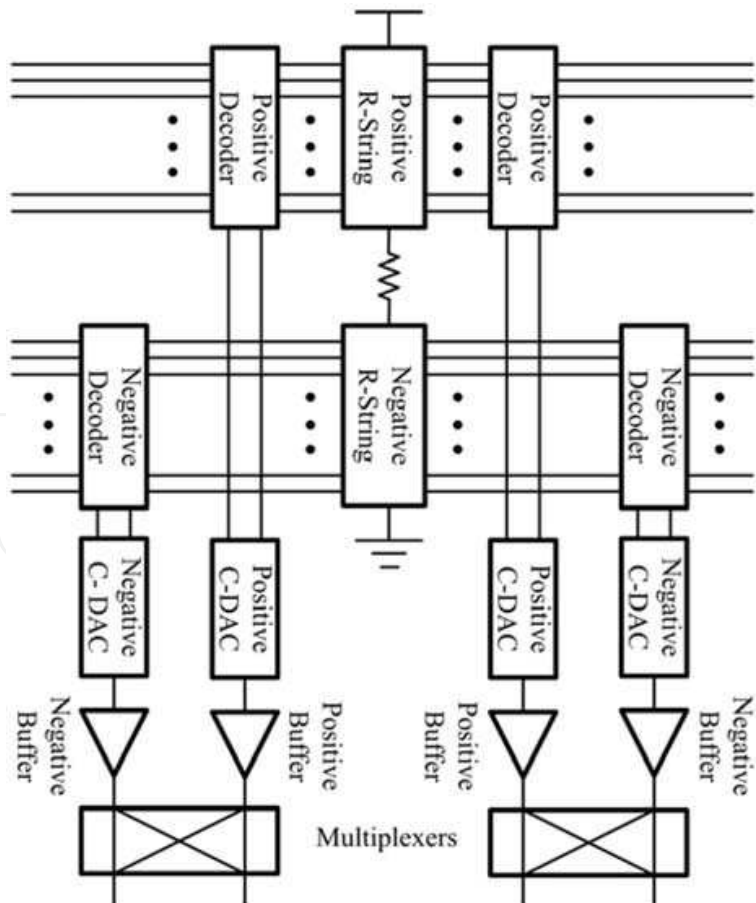 Positive
Decoder
Positive
R-String
Positive
Decoder
Negative
Decoder
Negative
R-String
Negative
Decoder
Negative
C-DAC
Positive
C-DAC
Positive
C-DAC
Negative
C-DAC
Negative
Buffer
Positive
Buffer
Positive
Buffer
Negative
Buffer
Multiplexers